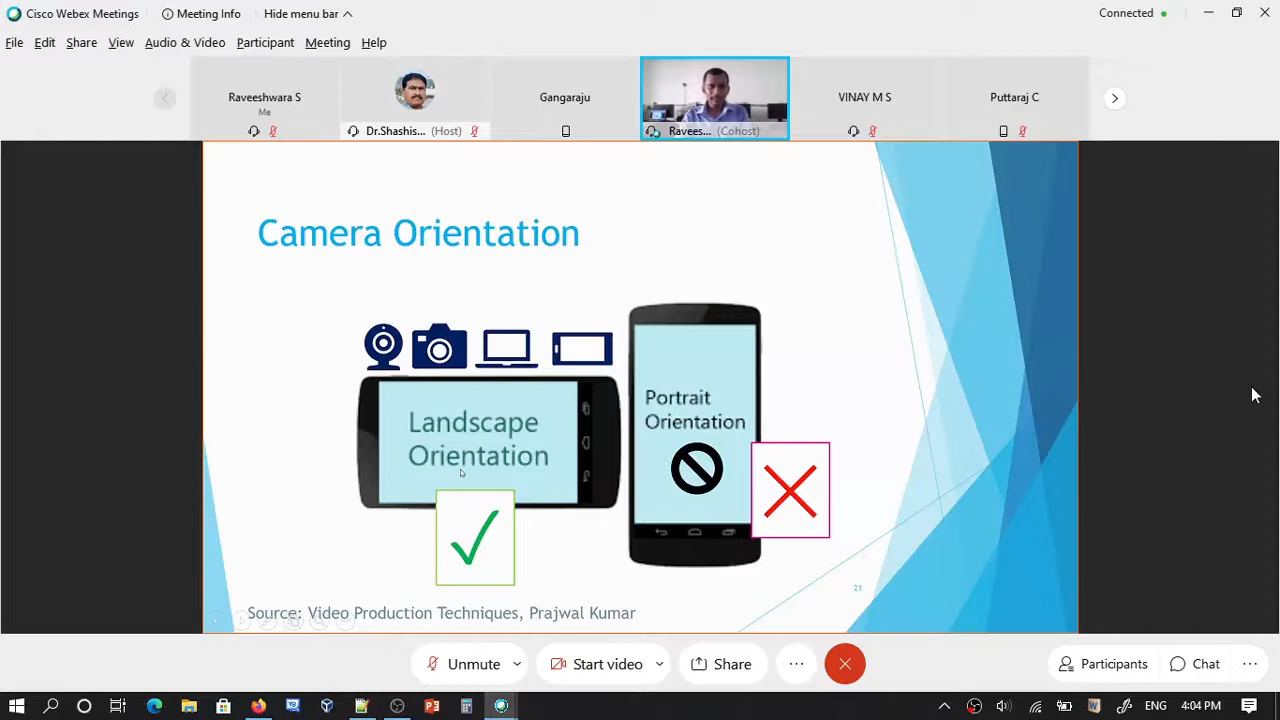 Cisco Webex Meetings
Meeting Info
Hide menu bar
Connected
File Edit Share View Audio & Video Participant Meeting Help
Raveeshwara S
Me
Dr.Shashis... (Host)
Gangaraju
Ravees... (Cohost)
VINAY M S
Puttaraj C
Camera Orientation
Landscape
Orientation
Portrait
Orientation
21
Source: Video Production Techniques, Prajwal Kumar
Unmute
Start video
Share
Participants
Chat
ENG
4:04 PM